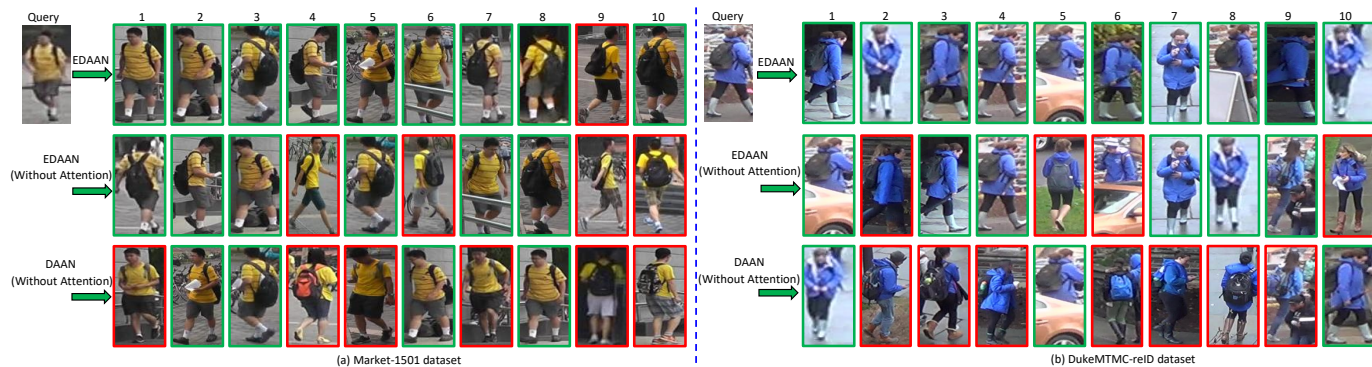 Query
1 2 3 4 5 6 7 8 9 10
EDAAN
EDAAN
(Without Attention)
DAAN
(Without Attention)
(a) Market-1501 dataset
Query
1 2 3 4 5 6 7 8 9 10
EDAAN
EDAAN
(Without Attention)
DAAN
(Without Attention)
(b) DukeMTMC-reID dataset